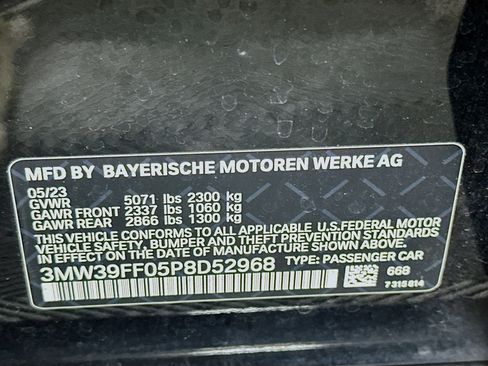 MFD BY BAYERISCHE MOTOREN WERKE AG
05/23
GVWR 5071 lbs 2300 kg
GAWR FRONT 2337 lbs 1060 kg
GAWR REAR 2866 lbs 1300 kg
THIS VEHICLE CONFORMS TO ALL APPLICABLE U.S.FEDERAL MOTOR
VEHICLE SAFETY, BUMPER AND THEFT PREVENTION STANDARDS
IN EFFECT ON THE DATE OF MANUFACTURE SHOWN ABOVE.
3MW39FF05P8D52968 TYPE: PASSENGER CAR
668
7315814